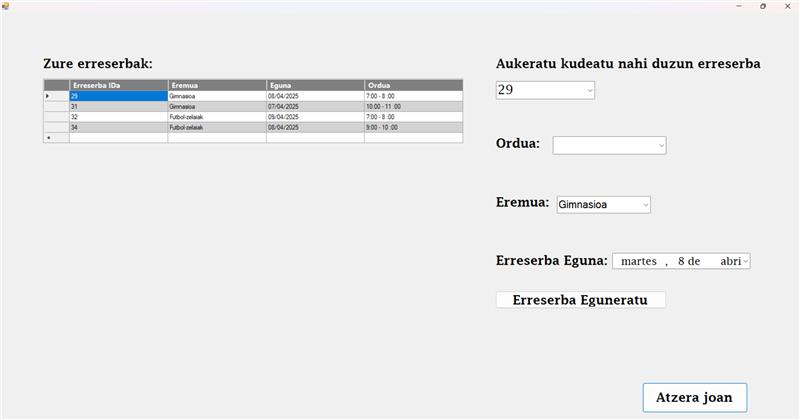 Zure erreserbak:
Erreserba IDa Eremua Eguna Ordua
29 Gimnasioa 08/04/2025 7:00 - 8 :00
31 Gimnasioa 07/04/2025 10:00 - 11 :00
32 Futbol-zelaiak 09/04/2025 7:00 - 8 :00
34 Futbol-zelaiak 08/04/2025 9:00 - 10 :00
Aukeratu kudeatu nahi duzun erreserba
29
Ordua:
Eremua: Gimnasioa
Erreserba Eguna: martes , 8 de abri
Erreserba Eguneratu
Atzera joan